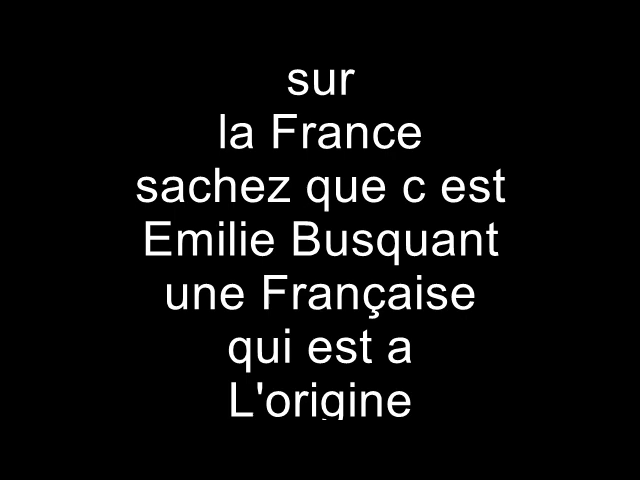 sur
la France
sachez que c est
Emilie Busquant
une Française
qui est a
L'origine